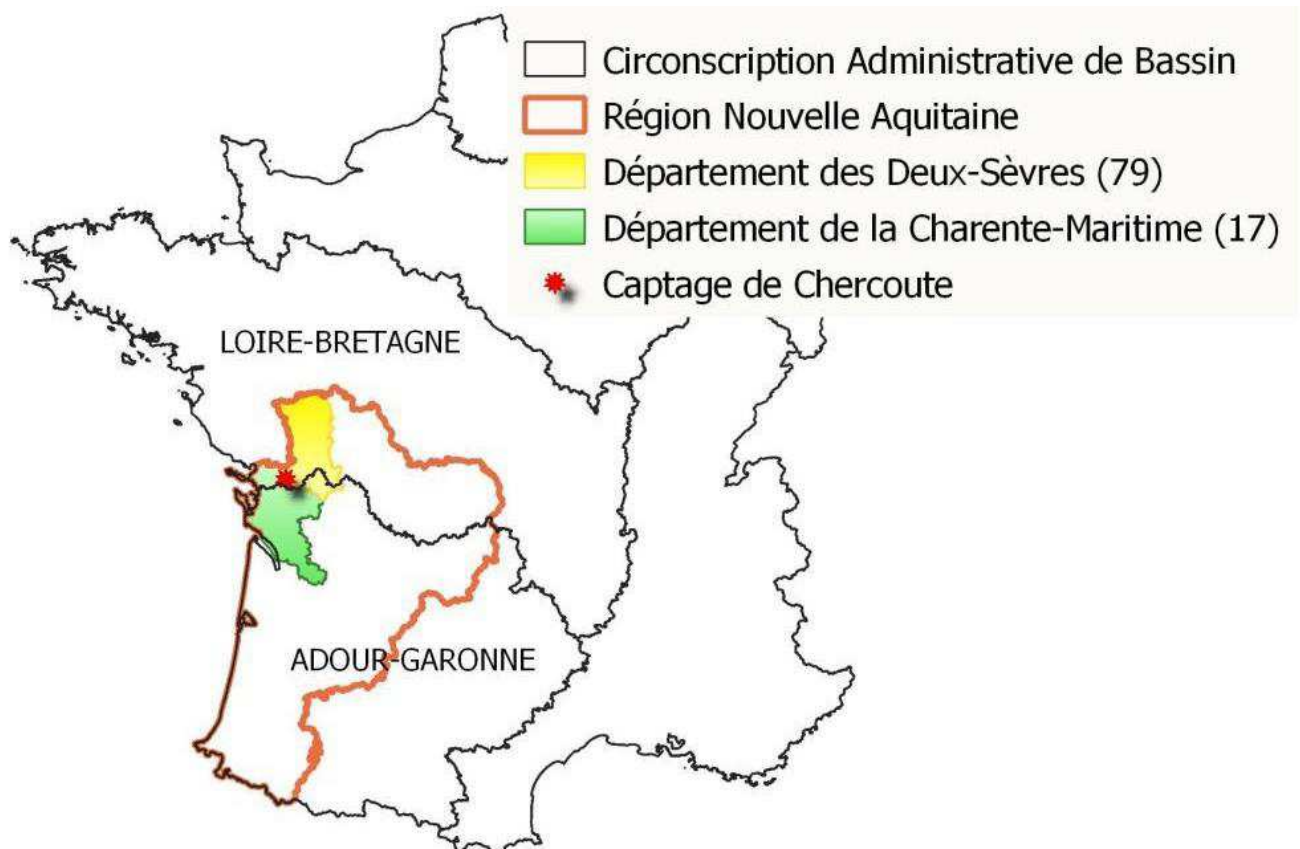 Circonscription Administrative de Bassin
Région Nouvelle Aquitaine
Département des Deux-Sèvres (79)
Département de la Charente-Maritime (17)
Captage de Chercoute
LOIRE-BRETAGNE
ADOUR-GARONNE